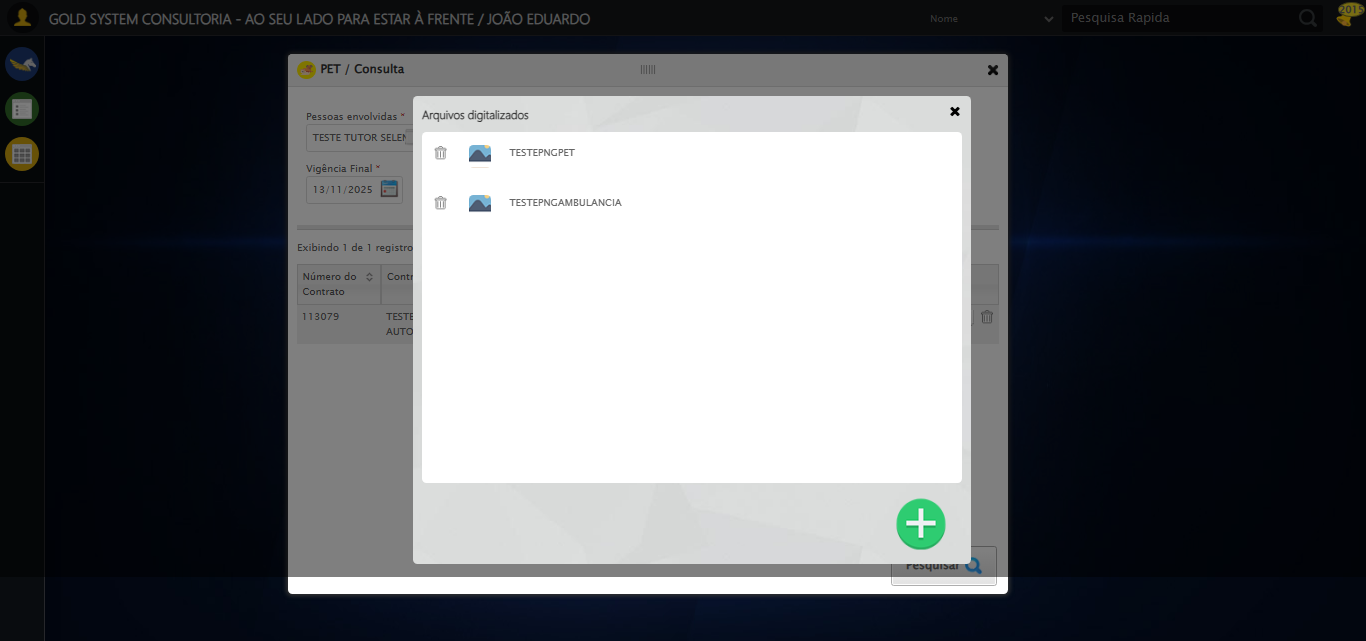 GOLD SYSTEM CONSULTORIA - AO SEU LADO PARA ESTAR À FRENTE / JOÃO EDUARDO
Nome
Pesquisa Rapida
2015
PET / Consulta
Pessoas envolvidas *
TESTE TUTOR SELEN
Vigência Final *
13/11/2025
Exibindo 1 de 1 registro
Número do Contrato
Contr
113079
TESTE
AUTO
Arquivos digitalizados
TESTEPNGPET
TESTEPNGAMBULANCIA
Pesquisar